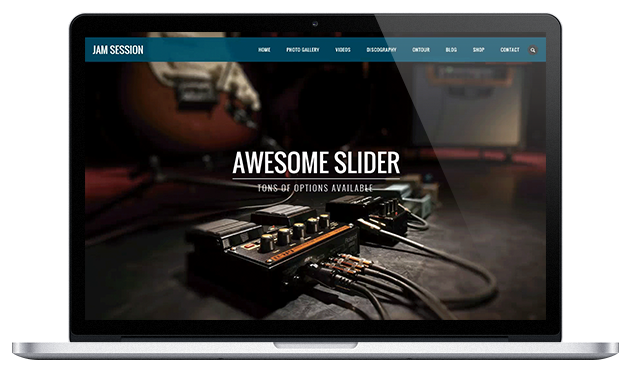 JAM SESSION
HOME PHOTO GALLERY VIDEOS DISCOGRAPHY ONTOUR BLOG SHOP CONTACT
AWESOME SLIDER
TONS OF OPTIONS AVAILABLE